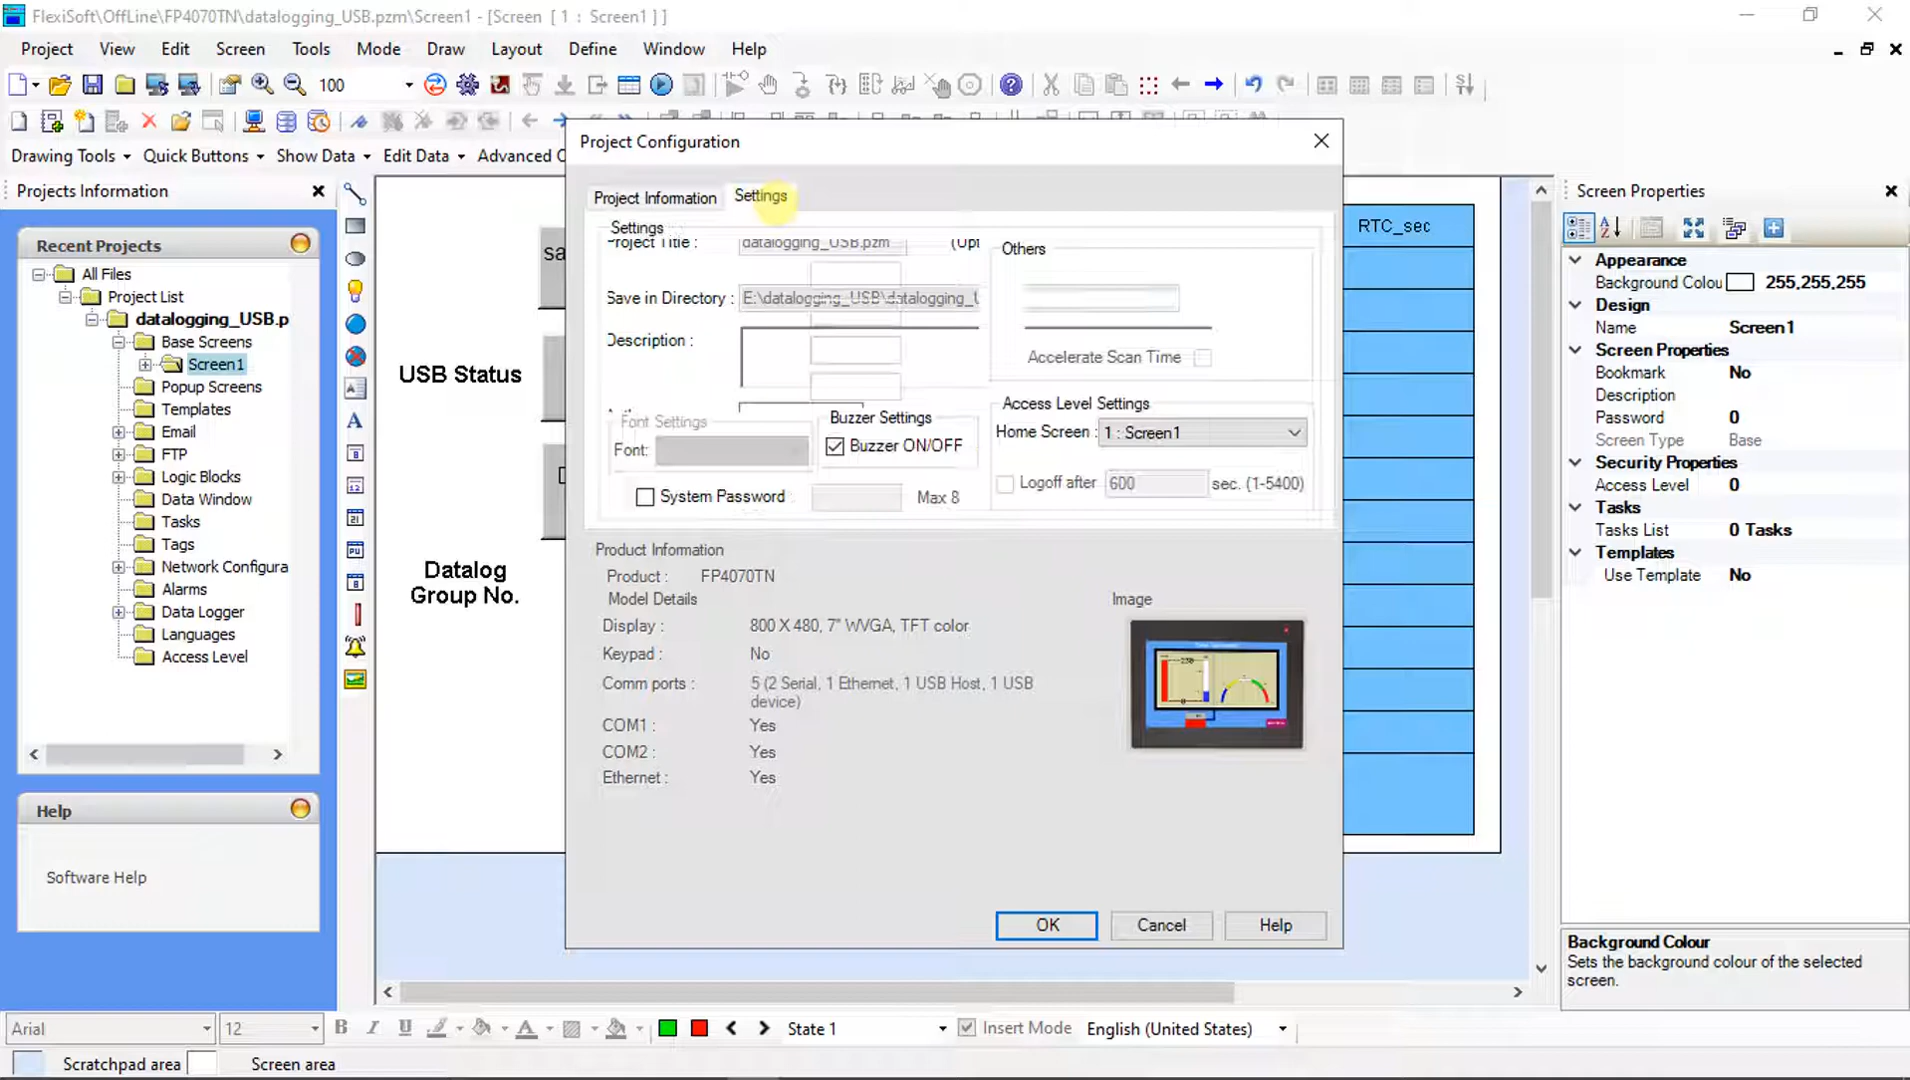 FlexiSoft\OffLine\FP4070TN\datalogging_USB.pzm\Screen1 - [Screen [ 1 : Screen1 ] ]
Project View Edit Screen Tools Mode Draw Layout Define Window Help
100
Drawing Tools Quick Buttons Show Data Edit Data Advanced
Projects Information
Recent Projects
All Files
Project List
datalogging_USB.p
Base Screens
Screen1
Popup Screens
Templates
Email
FTP
Logic Blocks
Data Window
Tasks
Tags
Network Configura
Alarms
Data Logger
Languages
Access Level
Help
Software Help
USB Status
Datalog
Group No.
RTC_sec
Project Configuration
Project Information Settings
Settings
Project Title : datalogging_USB.pzm
Save in Directory : E:\datalogging_USB\datalogging_U
Description :
Font Settings
Font:
Buzzer Settings
Buzzer ON/OFF
System Password Max 8
Others
Accelerate Scan Time
Access Level Settings
Home Screen : 1 : Screen1
Logoff after 600 sec. (1-5400)
Product Information
Product : FP4070TN
Model Details
Display : 800 X 480, 7" WVGA, TFT color
Keypad : No
Comm ports : 5 (2 Serial, 1 Ethernet, 1 USB Host, 1 USB
device)
COM1 : Yes
COM2 : Yes
Ethernet : Yes
Image
OK Cancel Help
Screen Properties
Appearance
Background Colou 255,255,255
Design
Name Screen1
Screen Properties
Bookmark No
Description
Password 0
Screen Type Base
Security Properties
Access Level 0
Tasks
Tasks List 0 Tasks
Templates
Use Template No
Background Colour
Sets the background colour of the selected
screen.
Arial 12 B I U A State 1 Insert Mode English (United States)
Scratchpad area Screen area